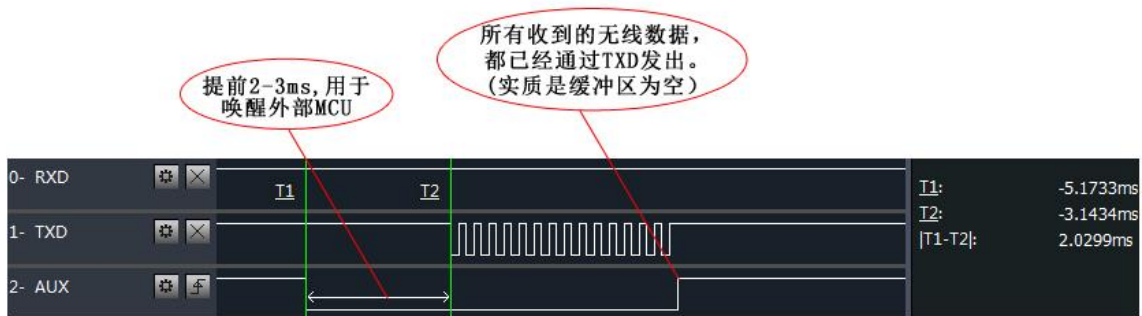 所有收到的无线数据，
都已经通过TXD发出。
(实质是缓冲区为空)
提前2-3ms,用于
唤醒外部MCU
0- RXD
T1
T2
1- TXD
2- AUX
T1: -5.1733ms
T2: -3.1434ms
|T1-T2|: 2.0299ms